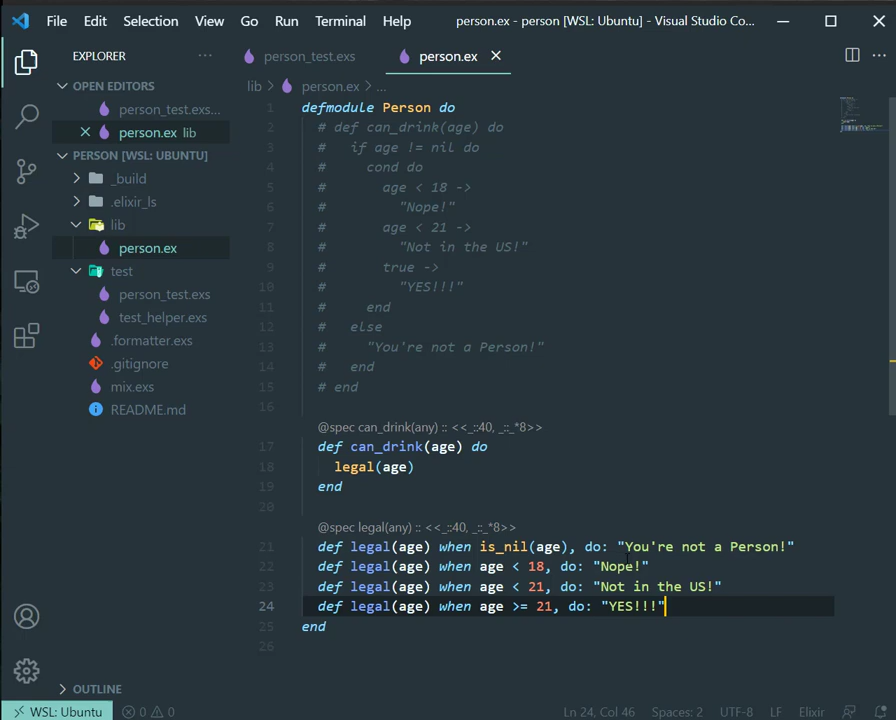 File Edit Selection View Go Run Terminal Help person.ex - person [WSL: Ubuntu] - Visual Studio Co...
EXPLORER
OPEN EDITORS
person_test.exs...
person.ex lib
PERSON [WSL: UBUNTU]
_build
.elixir_ls
lib
person.ex
test
person_test.exs
test_helper.exs
.formatter.exs
.gitignore
mix.exs
README.md
OUTLINE
person_test.exs person.ex
lib > person.ex > ...
1 defmodule Person do
2 # def can_drink(age) do
3 # if age != nil do
4 # cond do
5 # age < 18 ->
6 # "Nope!"
7 # age < 21 ->
8 # "Not in the US!"
9 # true ->
10 # "YES!!!"
11 # end
12 # else
13 # "You're not a Person!"
14 # end
15 # end
16
@spec can_drink(any) :: <<_::40, _::_*8>>
17 def can_drink(age) do
18 legal(age)
19 end
20
@spec legal(any) :: <<_::40, _::_*8>>
21 def legal(age) when is_nil(age), do: "You're not a Person!"
22 def legal(age) when age < 18, do: "Nope!"
23 def legal(age) when age < 21, do: "Not in the US!"
24 def legal(age) when age >= 21, do: "YES!!!"
25 end
26
WSL: Ubuntu 0 0 Ln 24, Col 46 Spaces: 2 UTF-8 LF Elixir